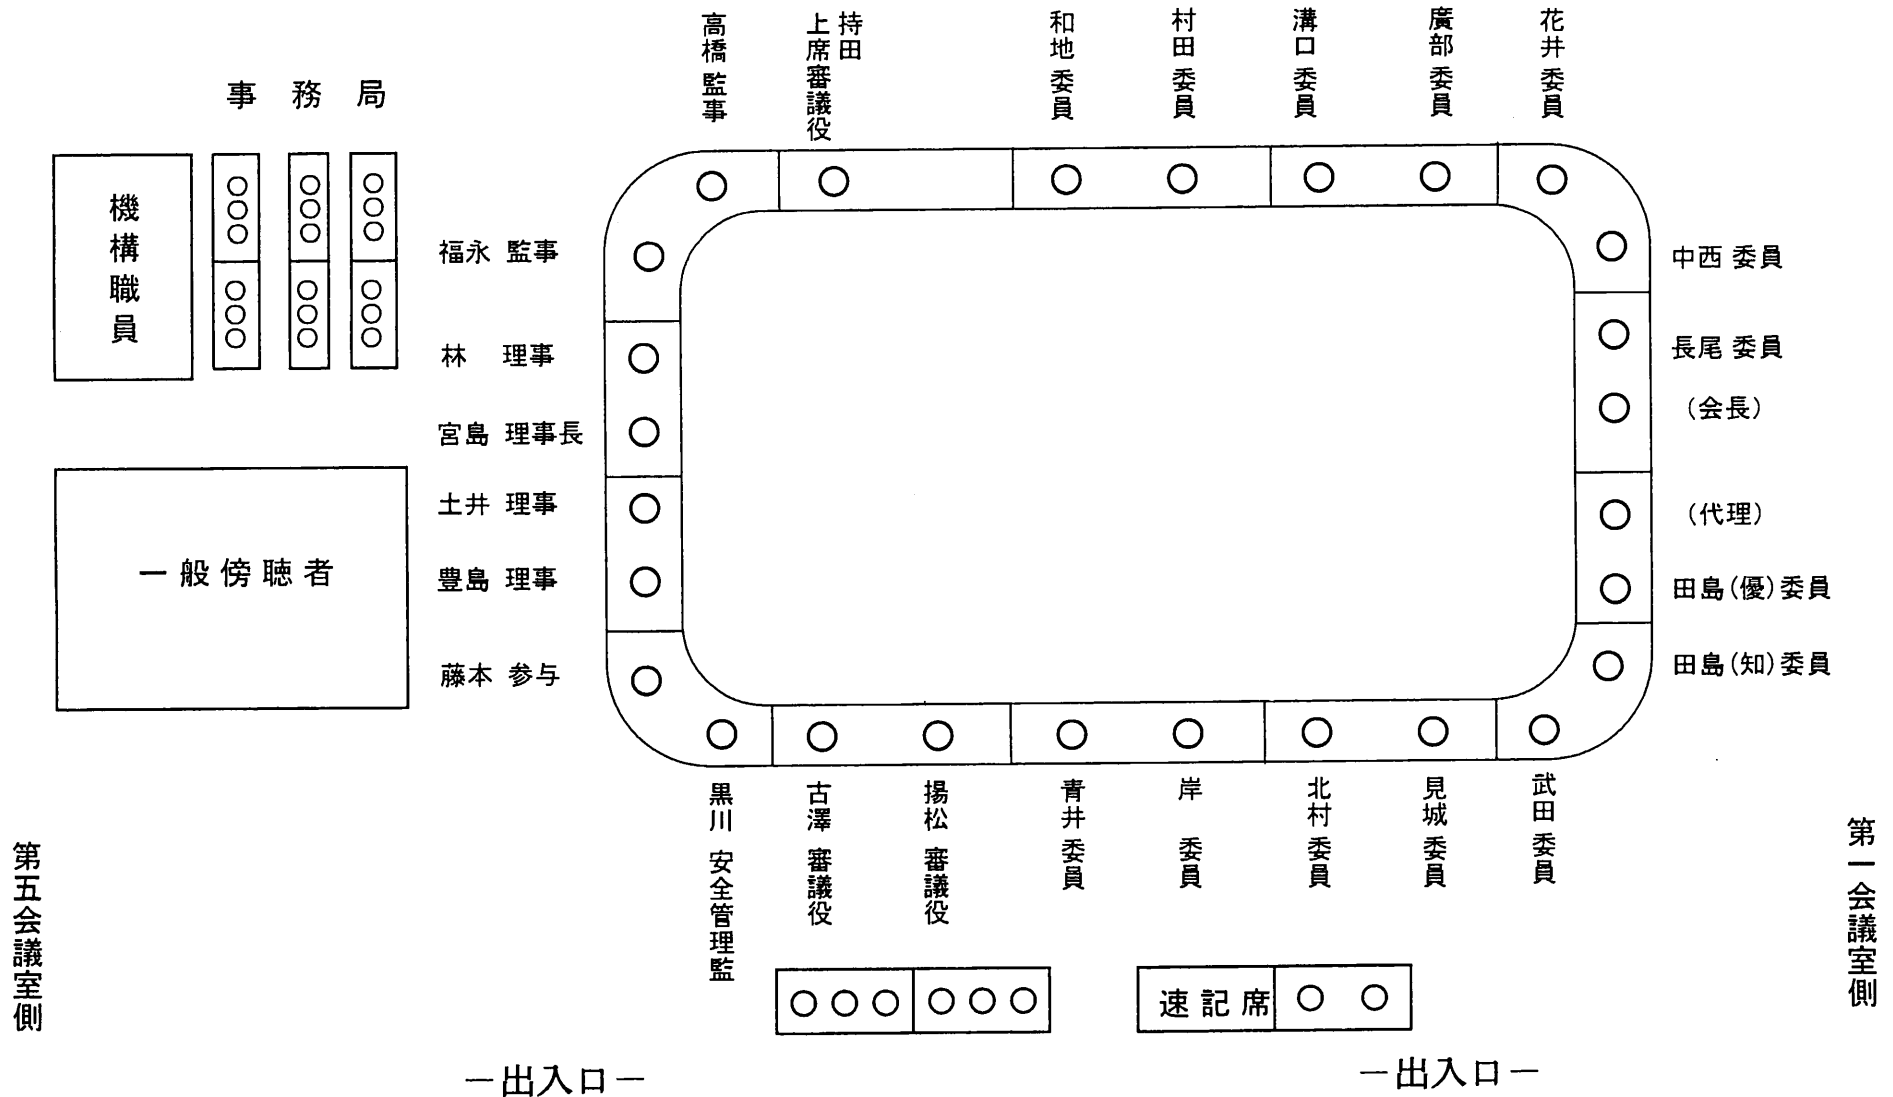 高橋 監事
持田
上席審議役
和地 委員
村田 委員
溝口 委員
廣部 委員
花井 委員
事 務 局
機構職員
福永 監事
林 理事
宮島 理事長
土井 理事
豊島 理事
藤本 参与
一般傍聴者
中西 委員
長尾 委員
(会長)
(代理)
田島(優)委員
田島(知)委員
黒川 安全管理監
古澤 審議役
揚松 審議役
青井 委員
岸 委員
北村 委員
見城 委員
武田 委員
第五会議室側
第一会議室側
速記席
－出入口－
－出入口－